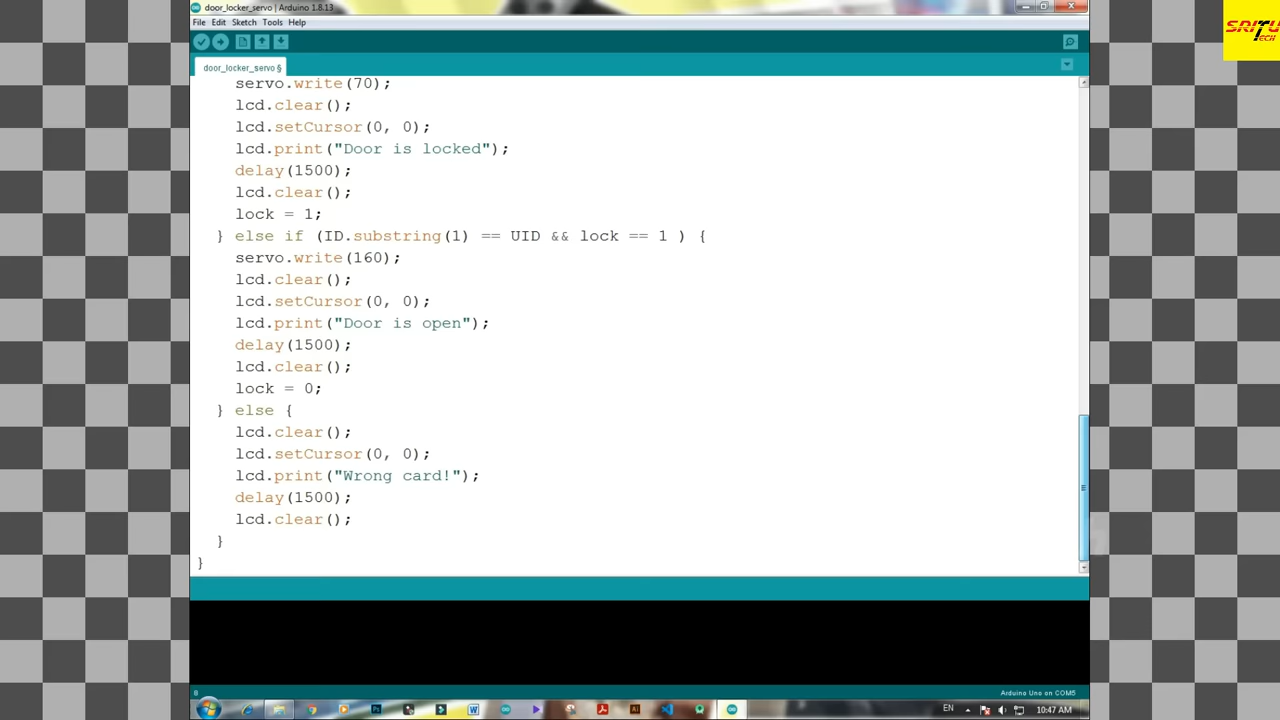 door_locker_servo | Arduino 1.8.13
File Edit Sketch Tools Help
door_locker_servo §
servo.write(70);
lcd.clear();
lcd.setCursor(0, 0);
lcd.print("Door is locked");
delay(1500);
lcd.clear();
lock = 1;
} else if (ID.substring(1) == UID && lock == 1 ) {
servo.write(160);
lcd.clear();
lcd.setCursor(0, 0);
lcd.print("Door is open");
delay(1500);
lcd.clear();
lock = 0;
} else {
lcd.clear();
lcd.setCursor(0, 0);
lcd.print("Wrong card!");
delay(1500);
lcd.clear();
}
}
8
Arduino Uno on COM5
EN
10:47 AM
SRITU
TECH